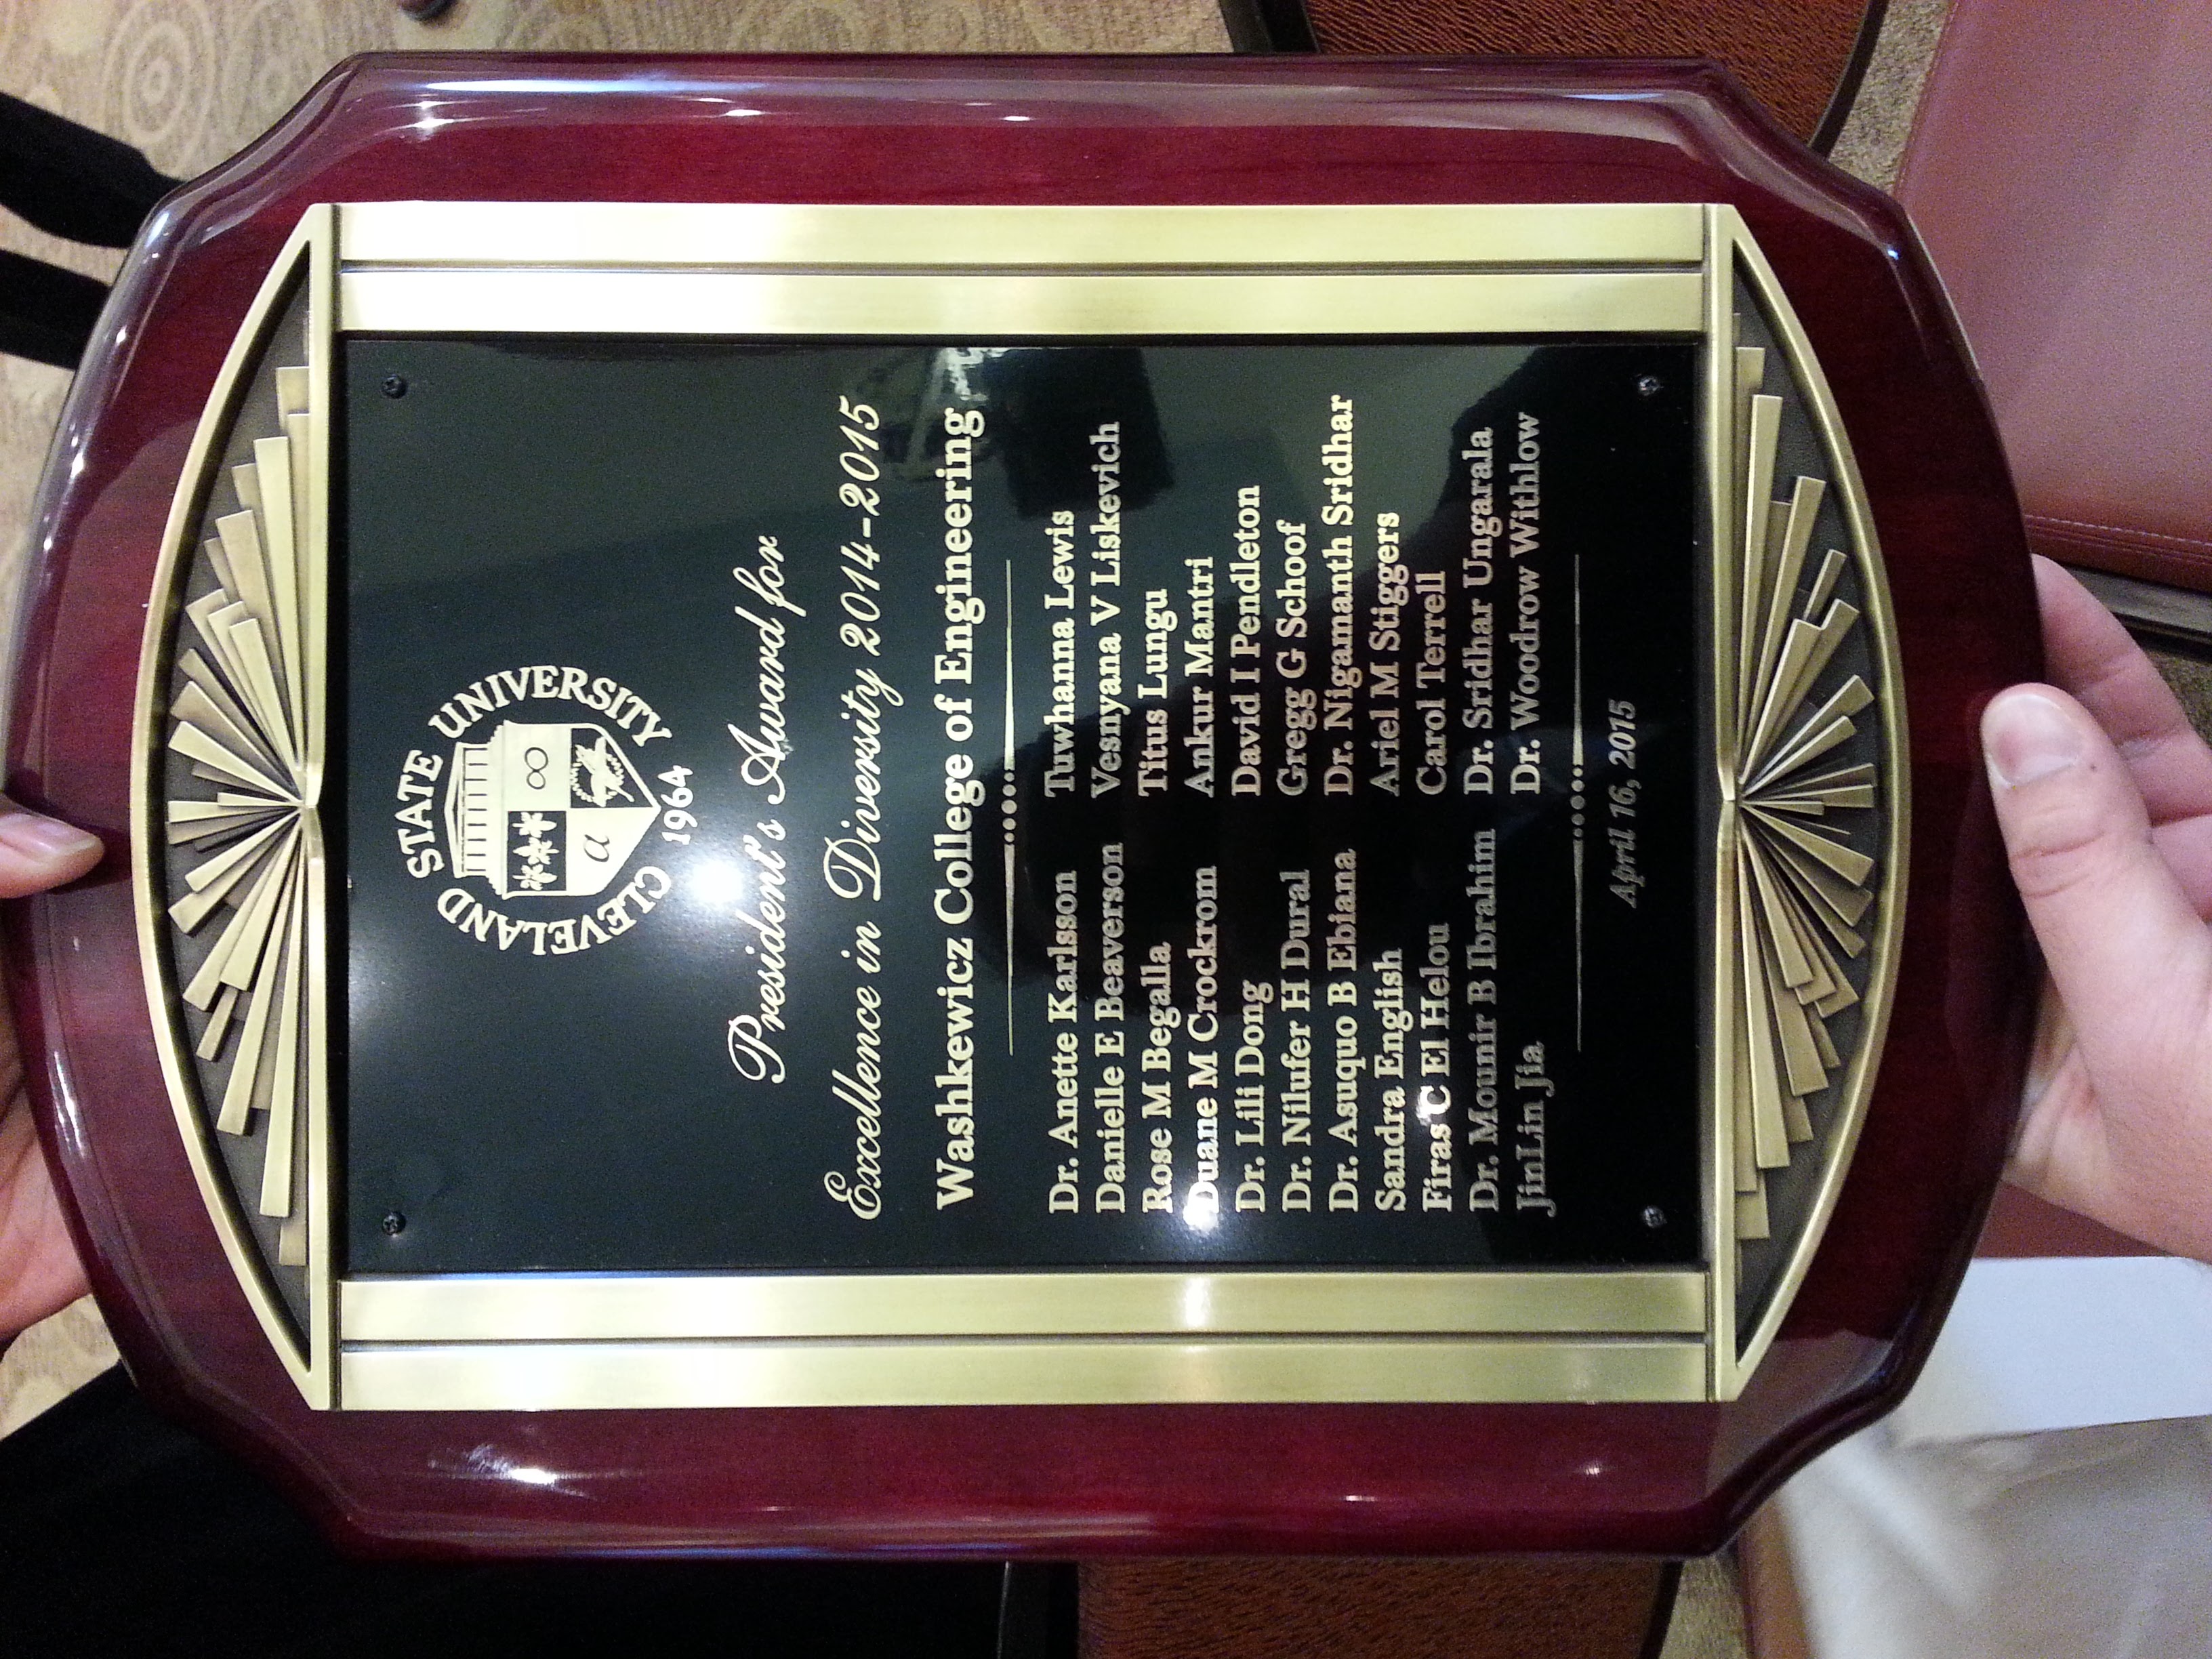 CLEVELAND STATE UNIVERSITY
∞
a
1964
President's Award for
Excellence in Diversity 2014-2015
Washkewicz College of Engineering
Dr. Anette Karlsson
Danielle E Beaverson
Rose M Begalla
Duane M Crockrom
Dr. Lili Dong
Dr. Nilufer H Dural
Dr. Asuquo B Ebiana
Sandra English
Firas C El Helou
Dr. Mounir B Ibrahim
JinLin Jia
Tuwhanna Lewis
Vesnyana V Liskevich
Titus Lungu
Ankur Mantri
David I Pendleton
Gregg G Schoof
Dr. Nigamanth Sridhar
Ariel M Stiggers
Carol Terrell
Dr. Sridhar Ungarala
Dr. Woodrow Withlow
April 16, 2015